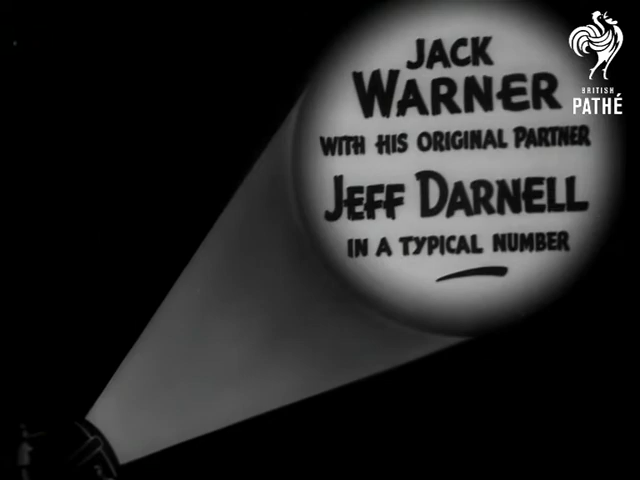 JACK
WARNER
WITH HIS ORIGINAL PARTNER
JEFF DARNELL
IN A TYPICAL NUMBER
BRITISH
PATHÉ